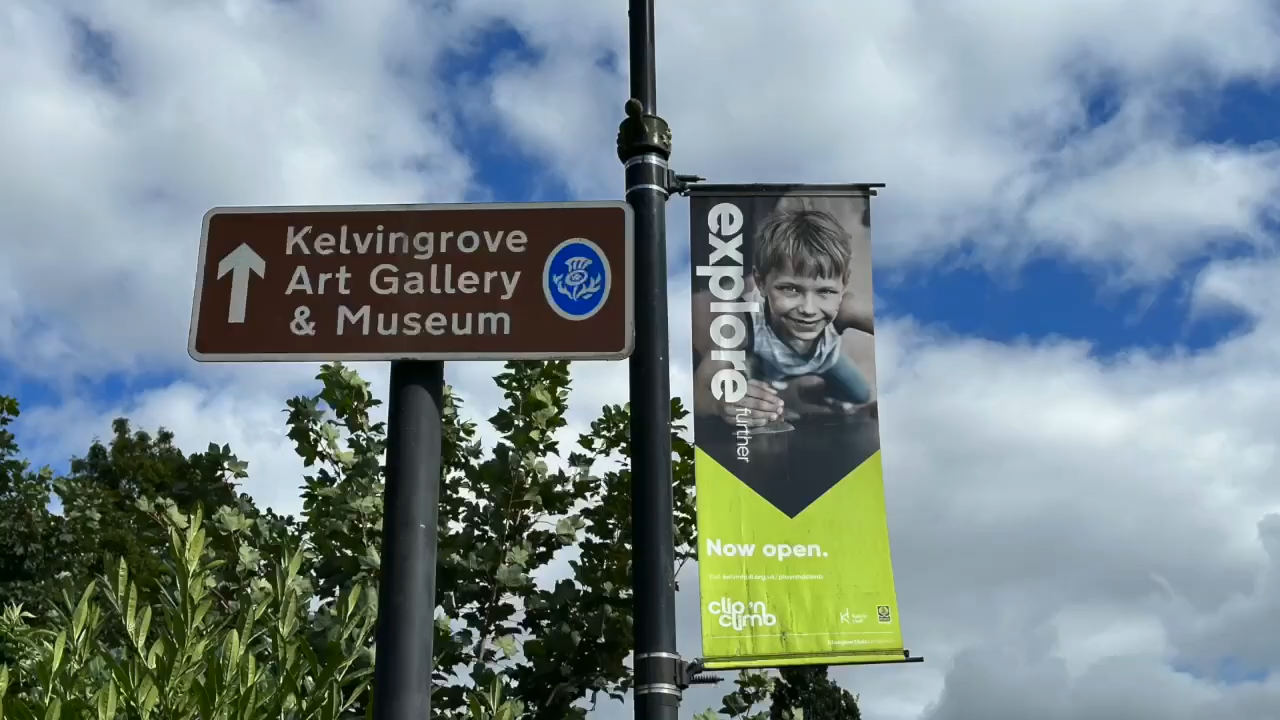 Kelvingrove
Art Gallery
& Museum
explore
further
Now open.
clip 'n
climb